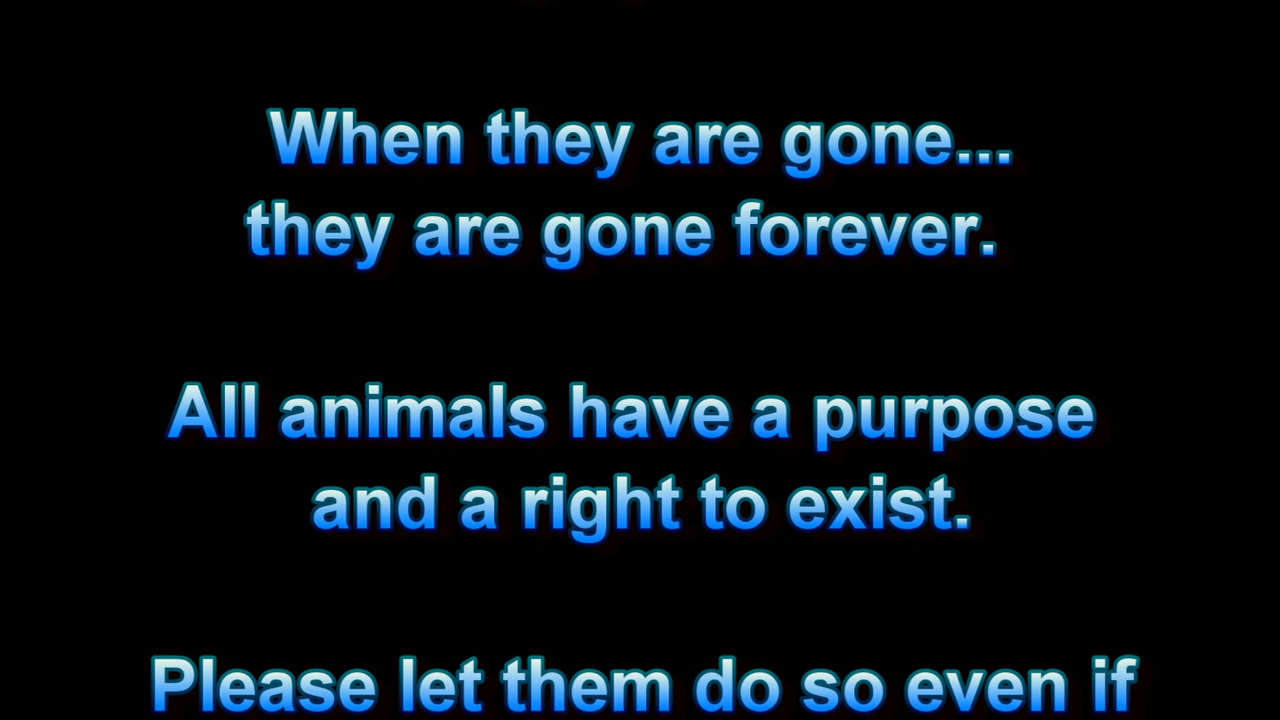 When they are gone...
they are gone forever.
All animals have a purpose
and a right to exist.
Please let them do so even if